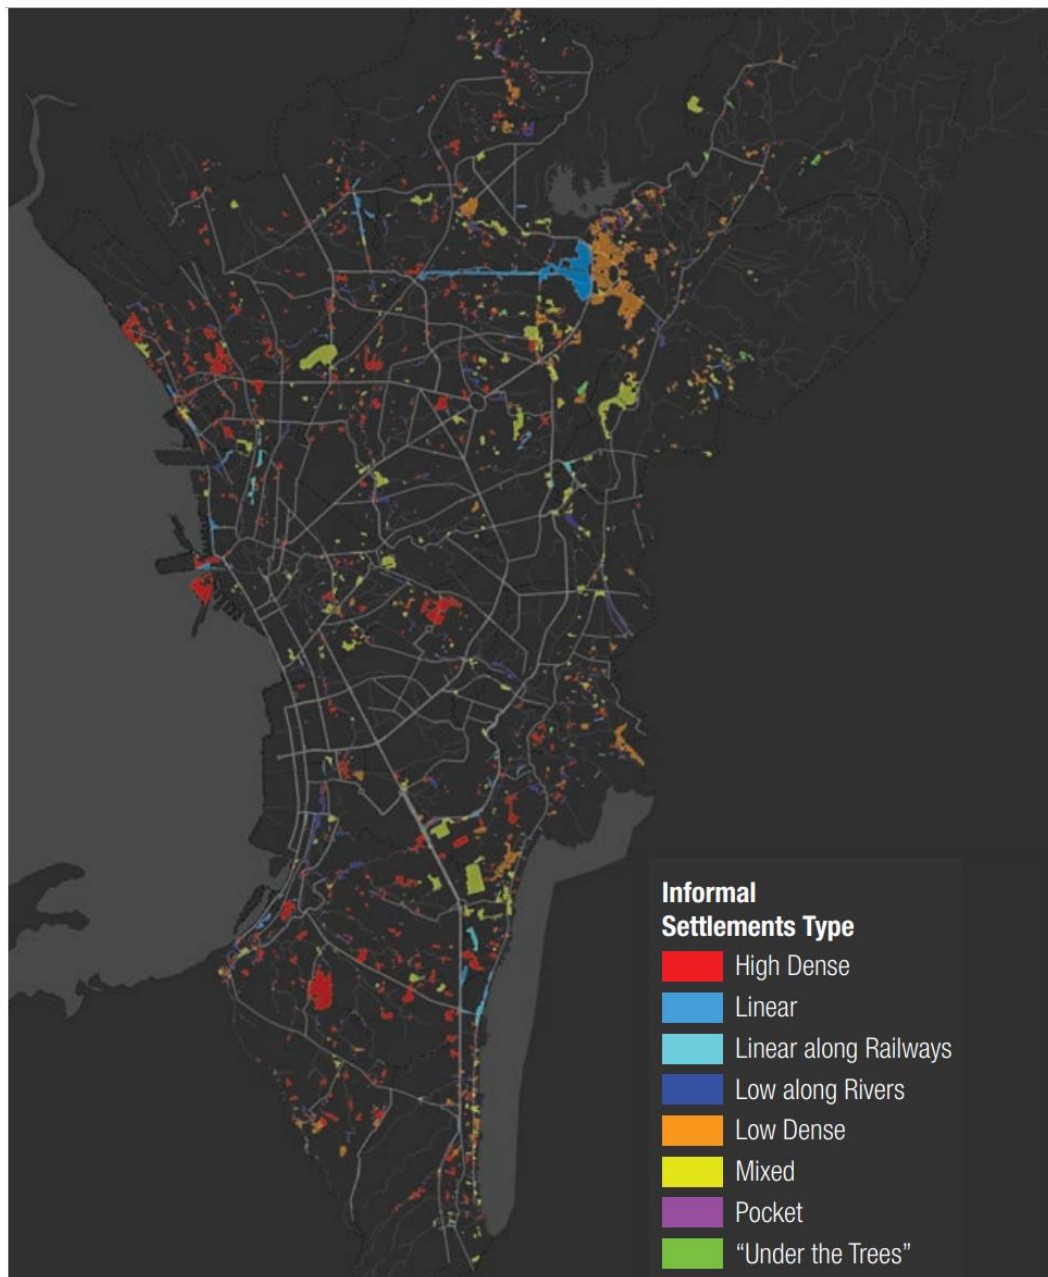 Informal
Settlements Type
High Dense
Linear
Linear along Railways
Low along Rivers
Low Dense
Mixed
Pocket
“Under the Trees”